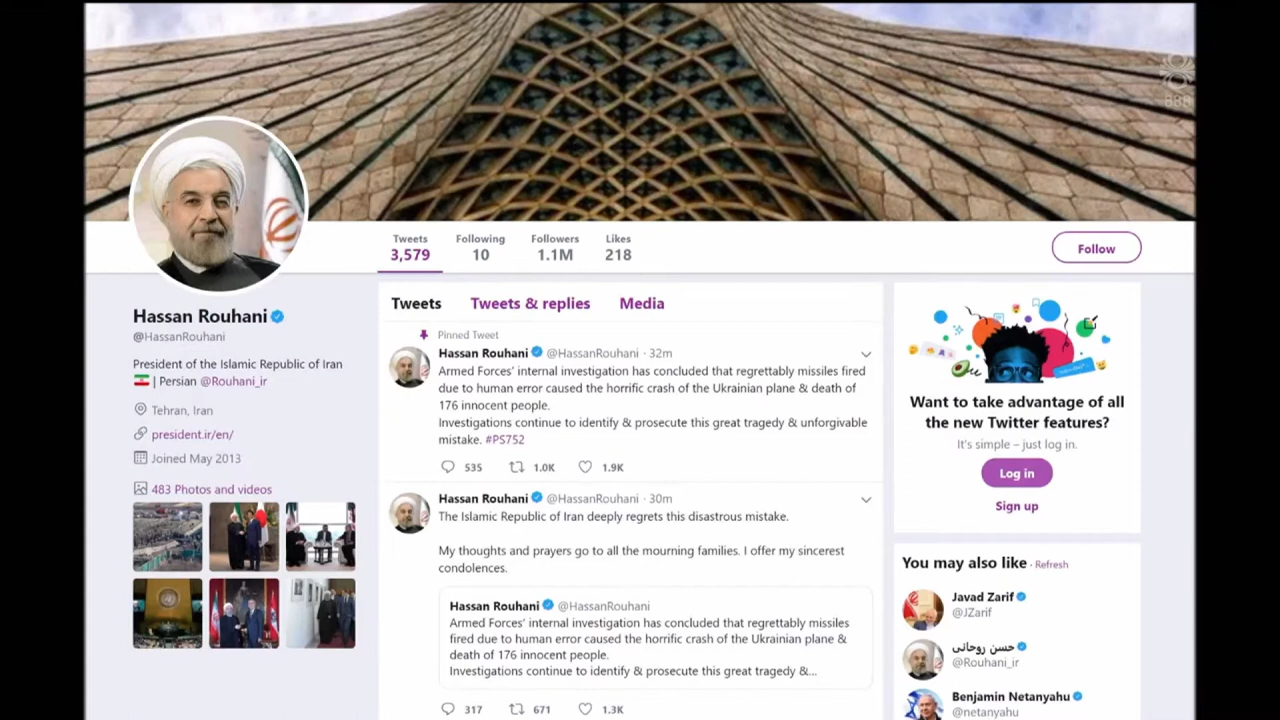 BBB
Tweets Following Followers Likes
3,579 10 1.1M 218
Follow
Hassan Rouhani
@HassanRouhani
President of the Islamic Republic of Iran
| Persian @Rouhani_ir
Tehran, Iran
president.ir/en/
Joined May 2013
483 Photos and videos
Tweets Tweets & replies Media
Pinned Tweet
Hassan Rouhani @HassanRouhani · 32m
Armed Forces’ internal investigation has concluded that regrettably missiles fired
due to human error caused the horrific crash of the Ukrainian plane & death of
176 innocent people.
Investigations continue to identify & prosecute this great tragedy & unforgivable
mistake. #PS752
535 1.0K 1.9K
Hassan Rouhani @HassanRouhani · 30m
The Islamic Republic of Iran deeply regrets this disastrous mistake.
My thoughts and prayers go to all the mourning families. I offer my sincerest
condolences.
Hassan Rouhani @HassanRouhani
Armed Forces’ internal investigation has concluded that regrettably missiles
fired due to human error caused the horrific crash of the Ukrainian plane &
death of 176 innocent people.
Investigations continue to identify & prosecute this great tragedy &...
317 671 1.3K
Want to take advantage of all
the new Twitter features?
It’s simple – just log in.
Log in
Sign up
You may also like · Refresh
Javad Zarif
@JZarif
حسن روحانی
@Rouhani_ir
Benjamin Netanyahu
@netanyahu